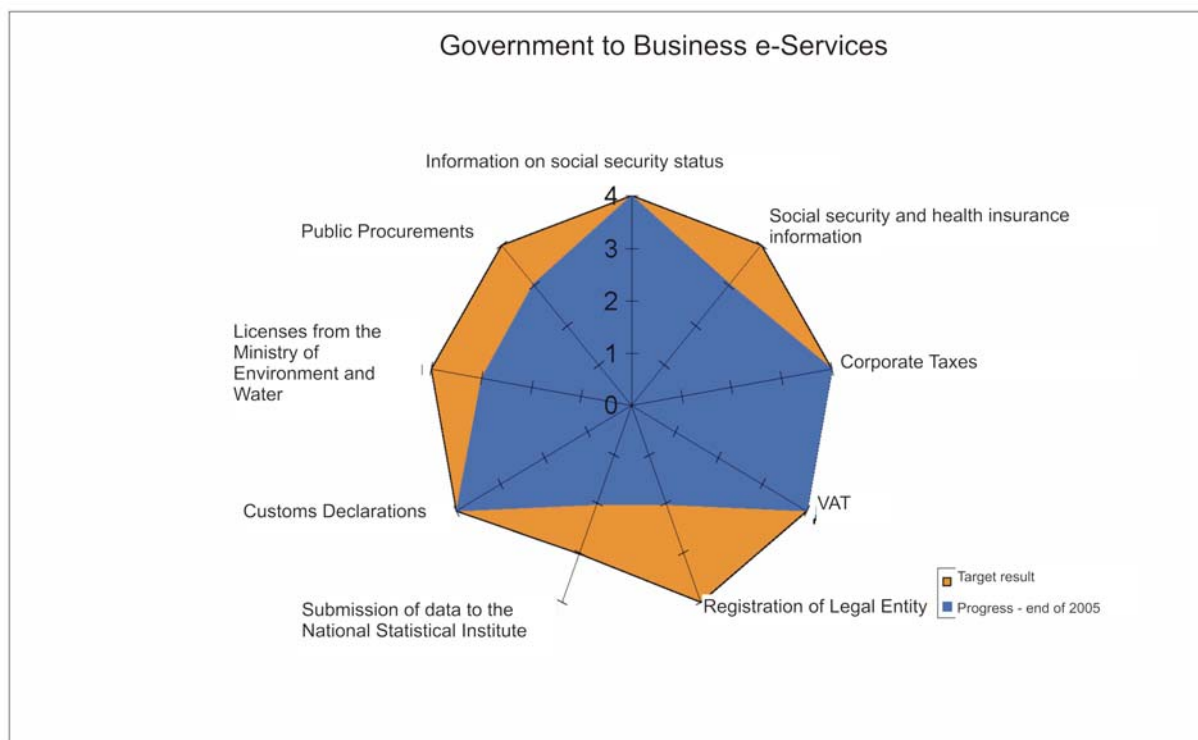 Government to Business e-Services
Information on social security status
4
3
2
1
0
Social security and health insurance
information
Corporate Taxes
VAT
Registration of Legal Entity
Submission of data to the
National Statistical Institute
Customs Declarations
Licenses from the
Ministry of
Environment and
Water
Public Procurements
Target result
Progress - end of 2005